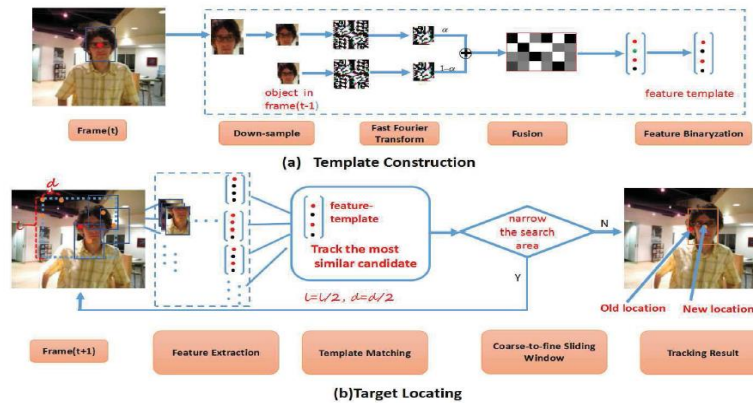 α
1-α
object in
frame(t-1)
feature template
Frame(t)
Down-sample
Fast Fourier
Transform
Fusion
Feature Binaryzation
(a) Template Construction
d
feature-
template
Track the most
similar candidate
narrow
the search
area
N
Y
l=l/2, d=d/2
Old location
New location
Frame(t+1)
Feature Extraction
Template Matching
Coarse-to-fine Sliding
Window
Tracking Result
(b)Target Locating